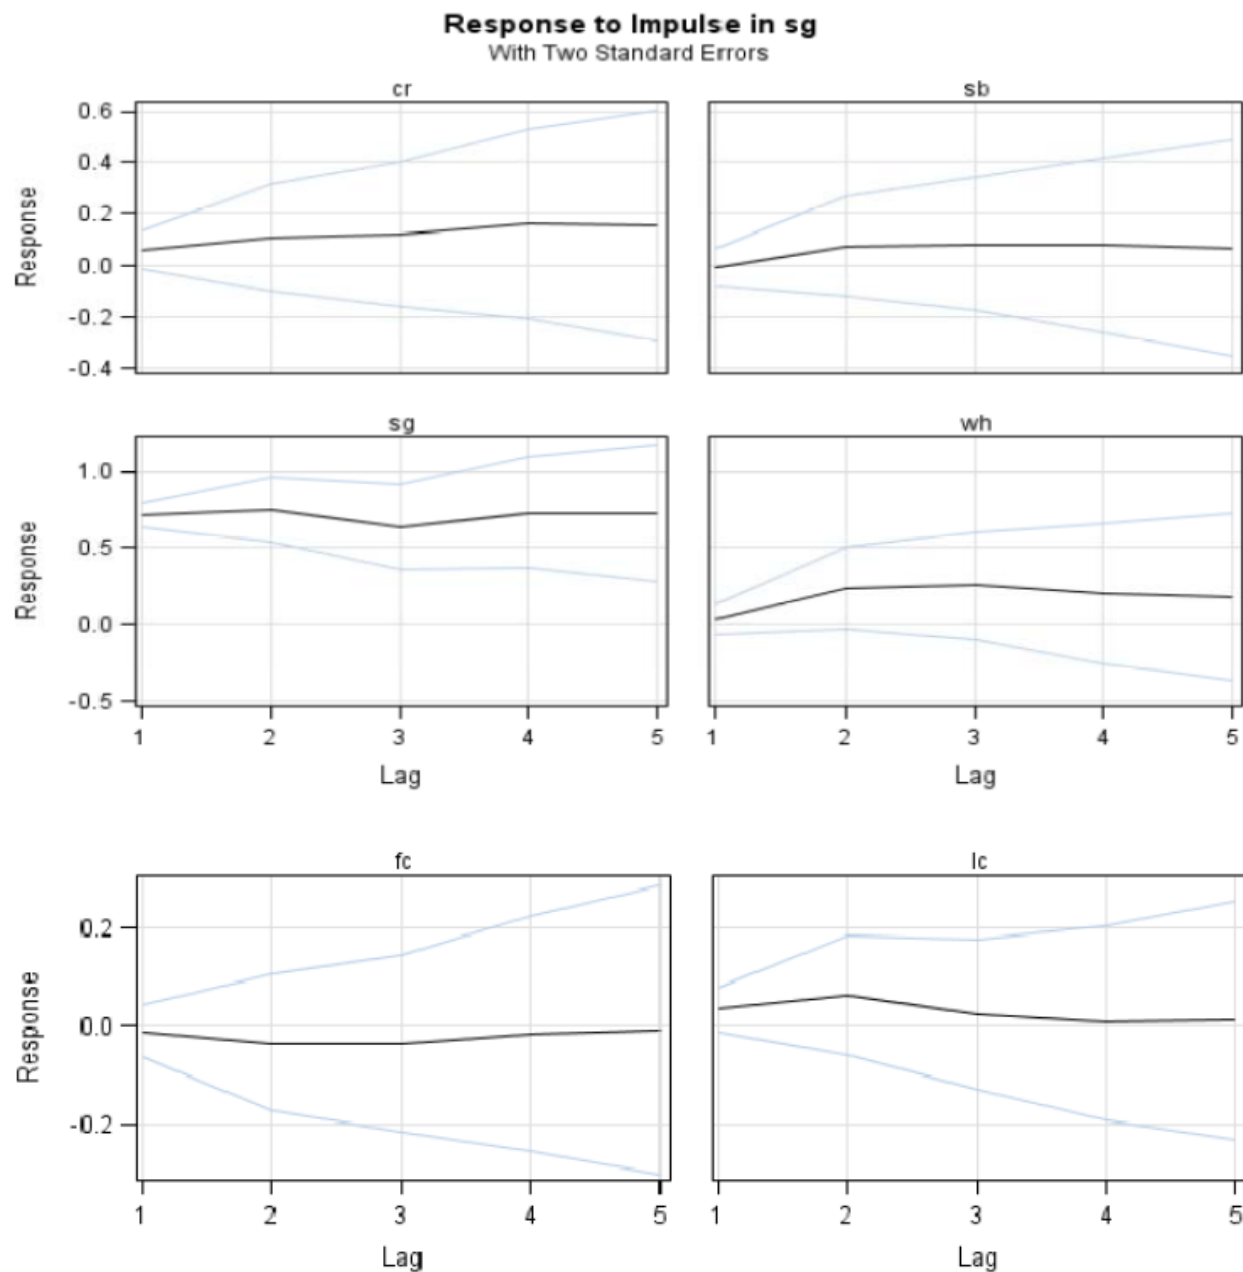 Response to Impulse in sg
With Two Standard Errors
cr
sb
0.6
0.4
0.2
0.0
-0.2
-0.4
Response
sg
wh
1.0
0.5
0.0
-0.5
Response
1 2 3 4 5
1 2 3 4 5
Lag
Lag
fc
lc
0.2
0.0
-0.2
Response
1 2 3 4 5
1 2 3 4 5
Lag
Lag